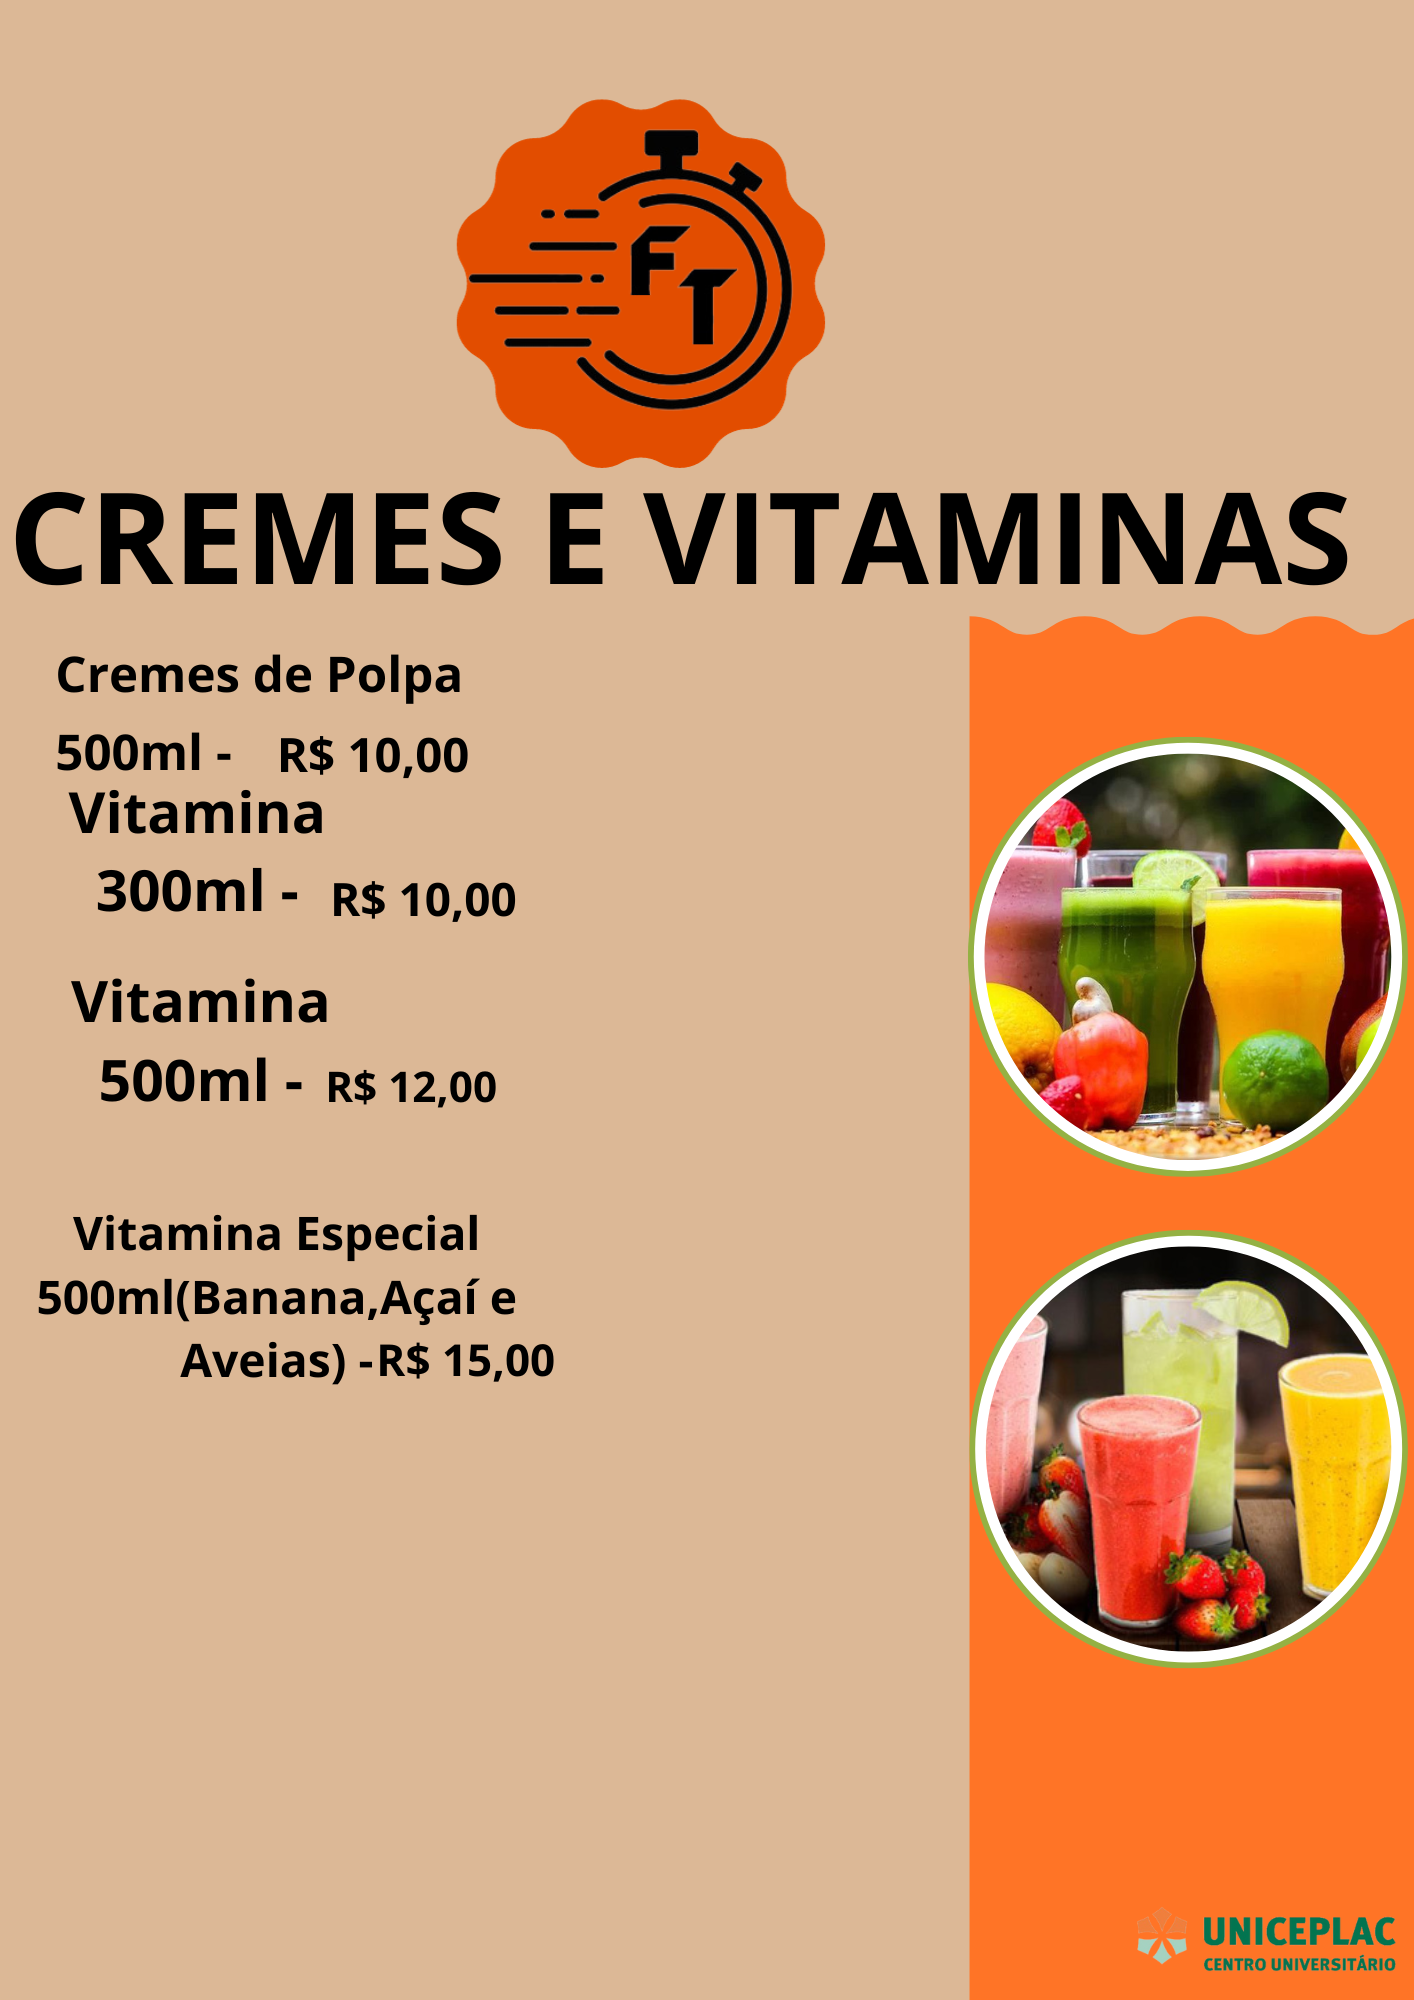 FT
CREMES E VITAMINAS
Cremes de Polpa
500ml - R$ 10,00
Vitamina
300ml - R$ 10,00
Vitamina
500ml - R$ 12,00
Vitamina Especial
500ml(Banana,Açaí e
Aveias) -R$ 15,00
UNICEPLAC
CENTRO UNIVERSITÁRIO